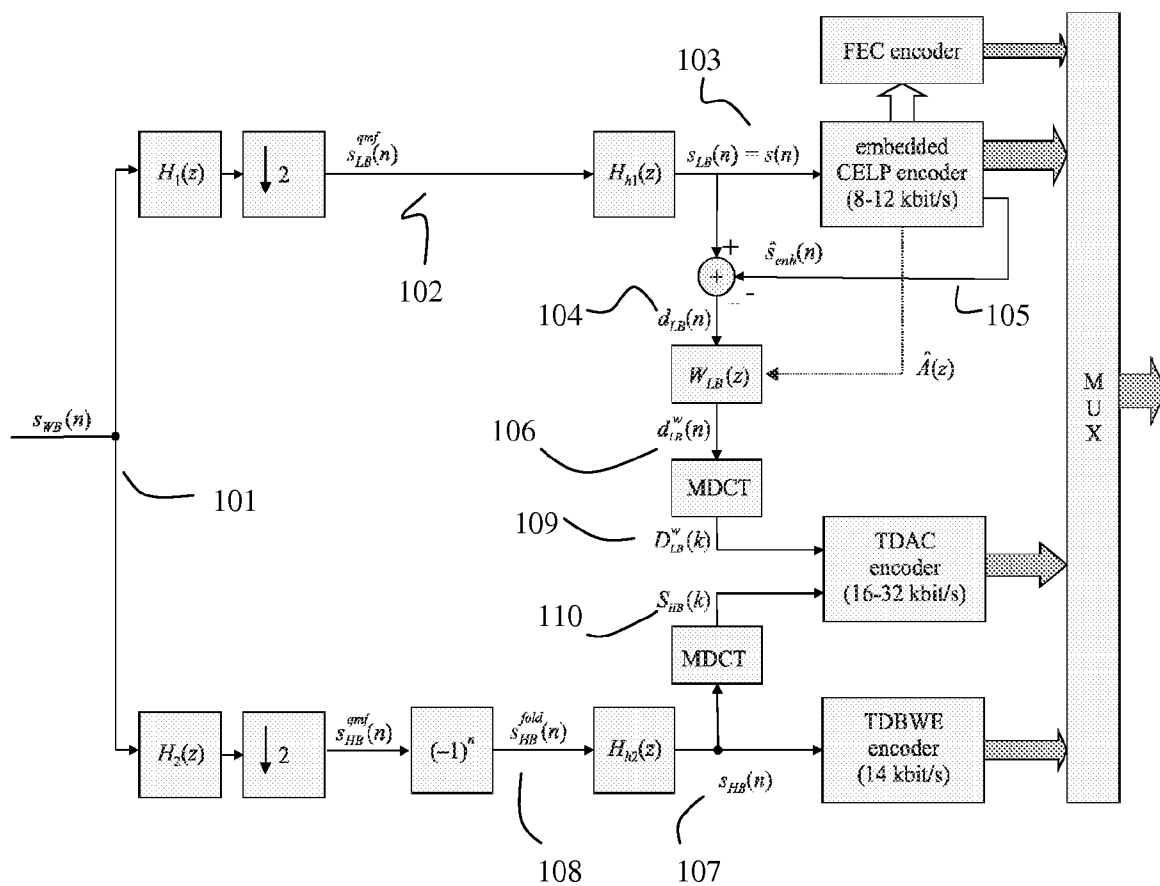 FEC encoder
103
H₁(z)
↓ 2
s_LB^qmf(n)
H_h1(z)
s_LB(n) = s(n)
embedded
CELP encoder
(8-12 kbit/s)
102
+
+
-
ŝ_enh(n)
104
d_LB(n)
105
W_LB(z)
Â(z)
M
U
X
s_WB(n)
101
106
d_LB^w(n)
MDCT
109
D_LB^w(k)
TDAC
encoder
(16-32 kbit/s)
110
S_HB(k)
MDCT
H₂(z)
↓ 2
s_HB^qmf(n)
(−1)ⁿ
s_HB^fold(n)
H_h2(z)
TDBWE
encoder
(14 kbit/s)
s_HB(n)
108
107